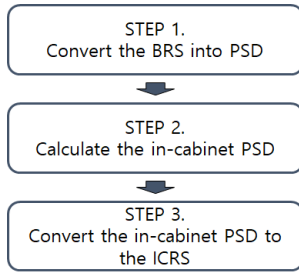 STEP 1.
Convert the BRS into PSD
STEP 2.
Calculate the in-cabinet PSD
STEP 3.
Convert the in-cabinet PSD to
the ICRS